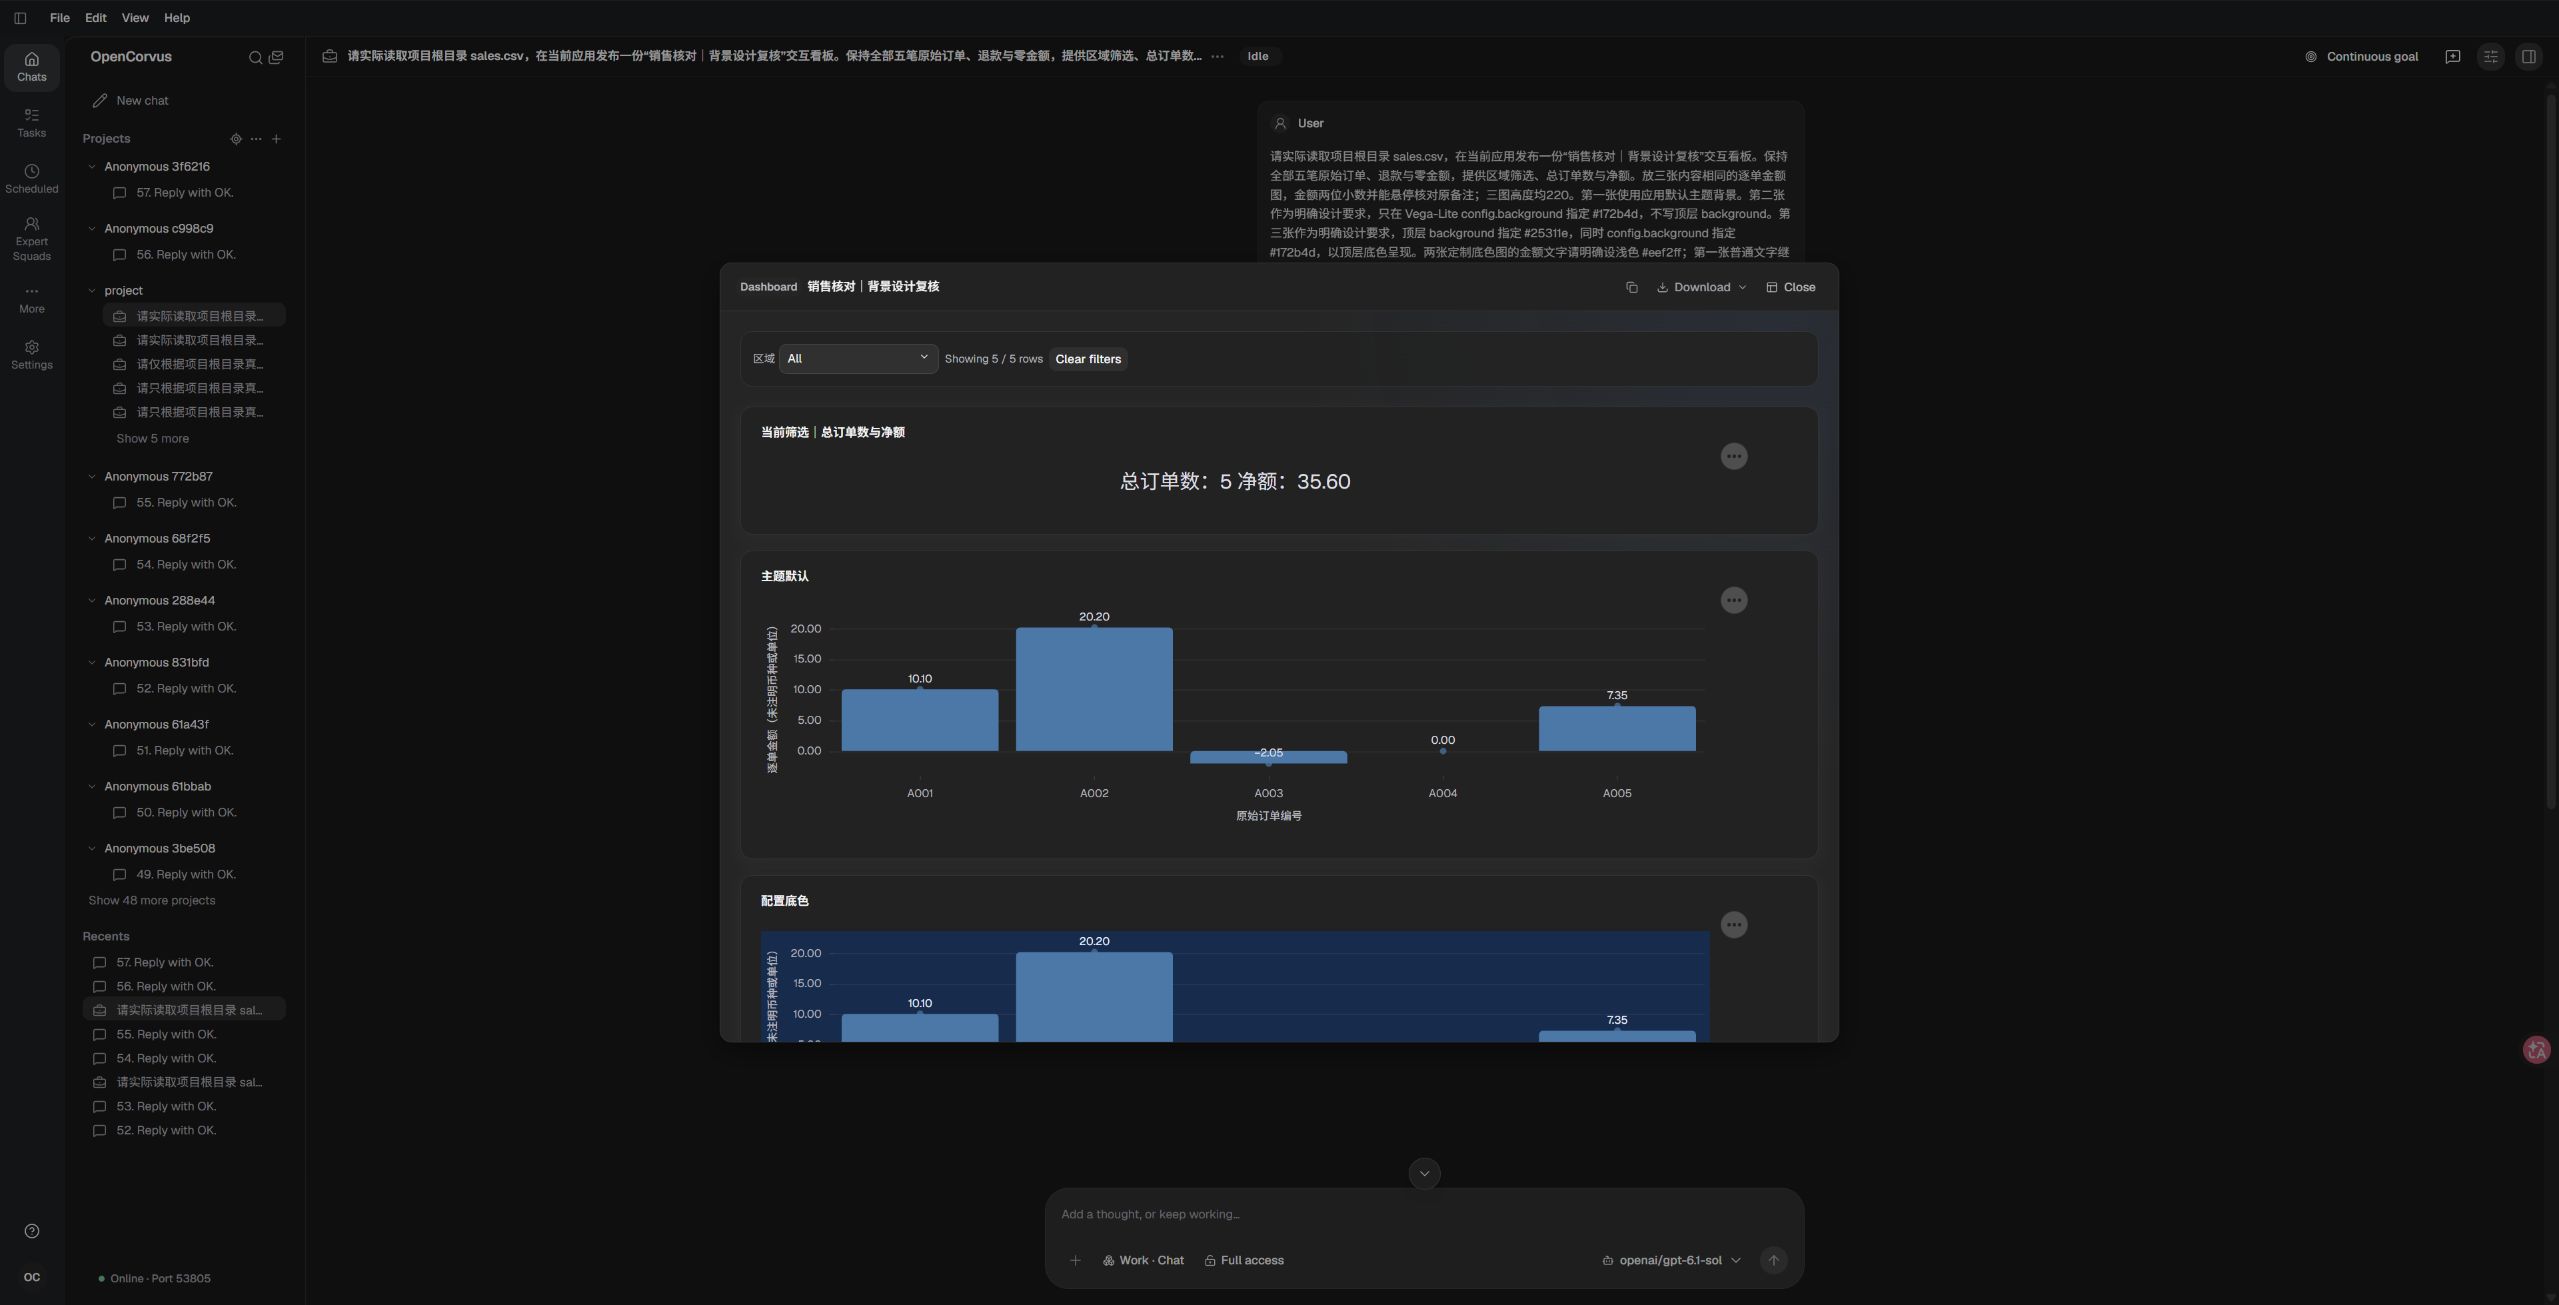 File Edit View Help
Chats
Tasks
Scheduled
Expert
Squads
More
Settings
OC
OpenCorvus
New chat
Projects
Anonymous 3f6216
57. Reply with OK.
Anonymous c998c9
56. Reply with OK.
project
请实际读取项目根目录...
请实际读取项目根目录...
请仅根据项目根目录真...
请只根据项目根目录真...
请只根据项目根目录真...
Show 5 more
Anonymous 772b87
55. Reply with OK.
Anonymous 68f2f5
54. Reply with OK.
Anonymous 288e44
53. Reply with OK.
Anonymous 831bfd
52. Reply with OK.
Anonymous 61a43f
51. Reply with OK.
Anonymous 61bbab
50. Reply with OK.
Anonymous 3be508
49. Reply with OK.
Show 48 more projects
Recents
57. Reply with OK.
56. Reply with OK.
请实际读取项目根目录 sal...
55. Reply with OK.
54. Reply with OK.
请实际读取项目根目录 sal...
53. Reply with OK.
52. Reply with OK.
Online · Port 53805
请实际读取项目根目录 sales.csv，在当前应用发布一份“销售核对｜背景设计复核”交互看板。保持全部五笔原始订单、退款与零金额，提供区域筛选、总订单数... Idle
Continuous goal
User
请实际读取项目根目录 sales.csv，在当前应用发布一份“销售核对｜背景设计复核”交互看板。保持
全部五笔原始订单、退款与零金额，提供区域筛选、总订单数与净额。放三张内容相同的逐单金额
图，金额两位小数并能悬停核对原备注；三图高度均220。第一张使用应用默认主题背景。第二张
作为明确设计要求，只在 Vega-Lite config.background 指定 #172b4d，不写顶层 background。第
三张作为明确设计要求，顶层 background 指定 #25311e，同时 config.background 指定
#172b4d，以顶层底色呈现。两张定制底色图的金额文字请明确设浅色 #eef2ff；第一张普通文字继
Dashboard 销售核对｜背景设计复核
Download
Close
区域 All Showing 5 / 5 rows Clear filters
当前筛选｜总订单数与净额
总订单数：5 净额：35.60
主题默认
逐单金额（未注明币种或单位）
20.00
15.00
10.00
5.00
0.00
10.10
20.20
−2.05
0.00
7.35
A001 A002 A003 A004 A005
原始订单编号
配置底色
20.00
15.00
10.00
10.10
20.20
7.35
未注明币种或单位）
Add a thought, or keep working...
Work · Chat Full access openai/gpt-6.1-sol